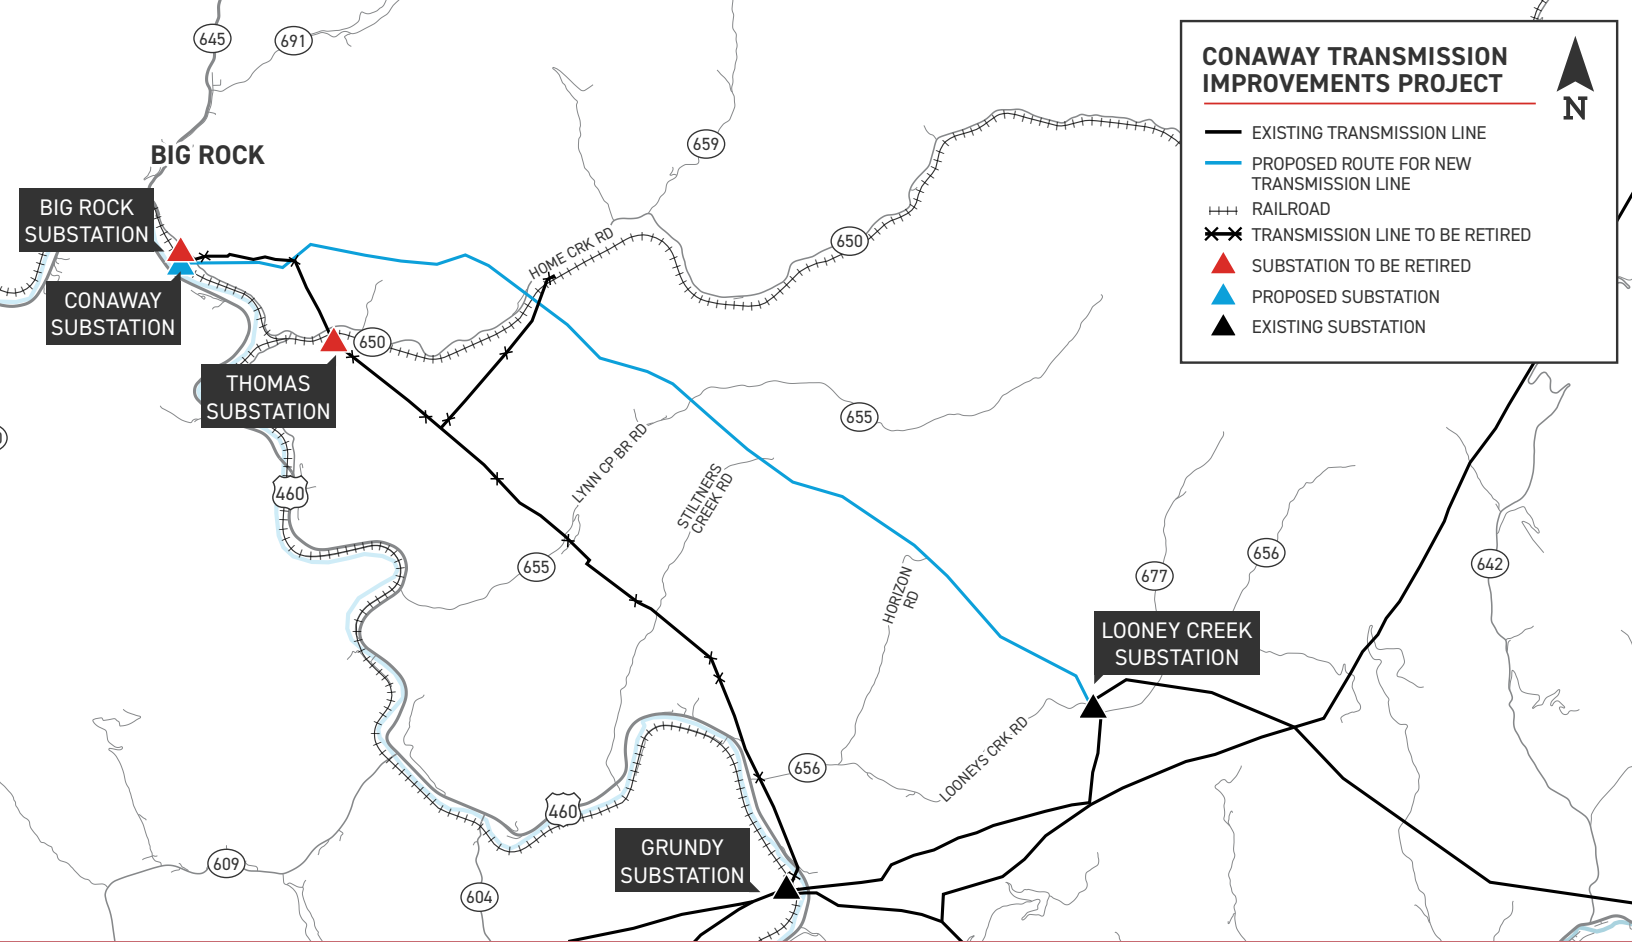 645
691
CONAWAY TRANSMISSION
IMPROVEMENTS PROJECT
N
EXISTING TRANSMISSION LINE
PROPOSED ROUTE FOR NEW
TRANSMISSION LINE
RAILROAD
TRANSMISSION LINE TO BE RETIRED
SUBSTATION TO BE RETIRED
PROPOSED SUBSTATION
EXISTING SUBSTATION
659
BIG ROCK
BIG ROCK
SUBSTATION
HOME CRK RD
650
CONAWAY
SUBSTATION
650
THOMAS
SUBSTATION
655
LYNN CP BR RD
STILTNERS
CREEK RD
460
655
HORIZON
RD
677
656
642
LOONEY CREEK
SUBSTATION
LOONEYS CRK RD
656
460
GRUNDY
SUBSTATION
609
604